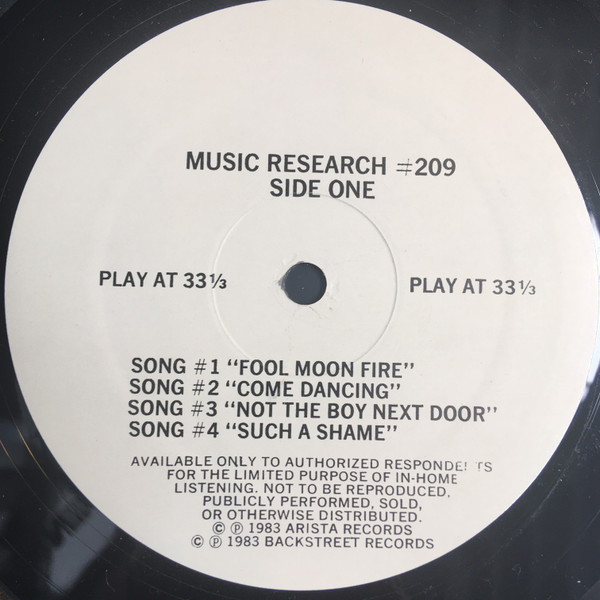 MUSIC RESEARCH #209
SIDE ONE
PLAY AT 33⅓ PLAY AT 33⅓
SONG #1 “FOOL MOON FIRE”
SONG #2 “COME DANCING”
SONG #3 “NOT THE BOY NEXT DOOR”
SONG #4 “SUCH A SHAME”
AVAILABLE ONLY TO AUTHORIZED
FOR THE LIMITED PURPOSE OF IN-HOME
LISTENING. NOT TO BE REPRODUCED,
PUBLICLY PERFORMED, SOLD,
OR OTHERWISE DISTRIBUTED.
© ℗ 1983 ARISTA RECORDS
© ℗ 1983 BACKSTREET RECORDS